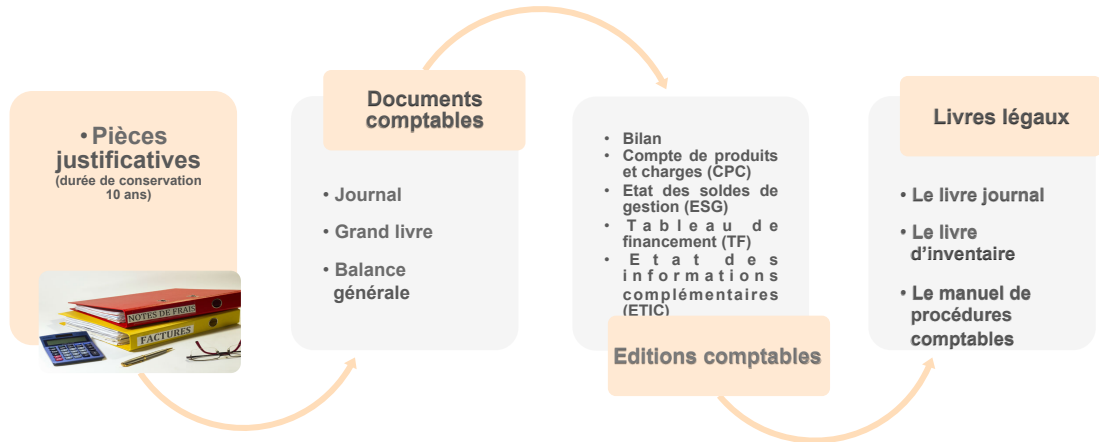 • Pièces
justificatives
(durée de conservation
10 ans)
NOTES DE FRAIS
FACTURES
Documents
comptables
• Journal
• Grand livre
• Balance
générale
• Bilan
• Compte de produits
et charges (CPC)
• Etat des soldes de
gestion (ESG)
• Tableau de
financement (TF)
• Etat des
informations
complémentaires
(ETIC)
Editions comptables
Livres légaux
• Le livre journal
• Le livre
d’inventaire
• Le manuel de
procédures
comptables